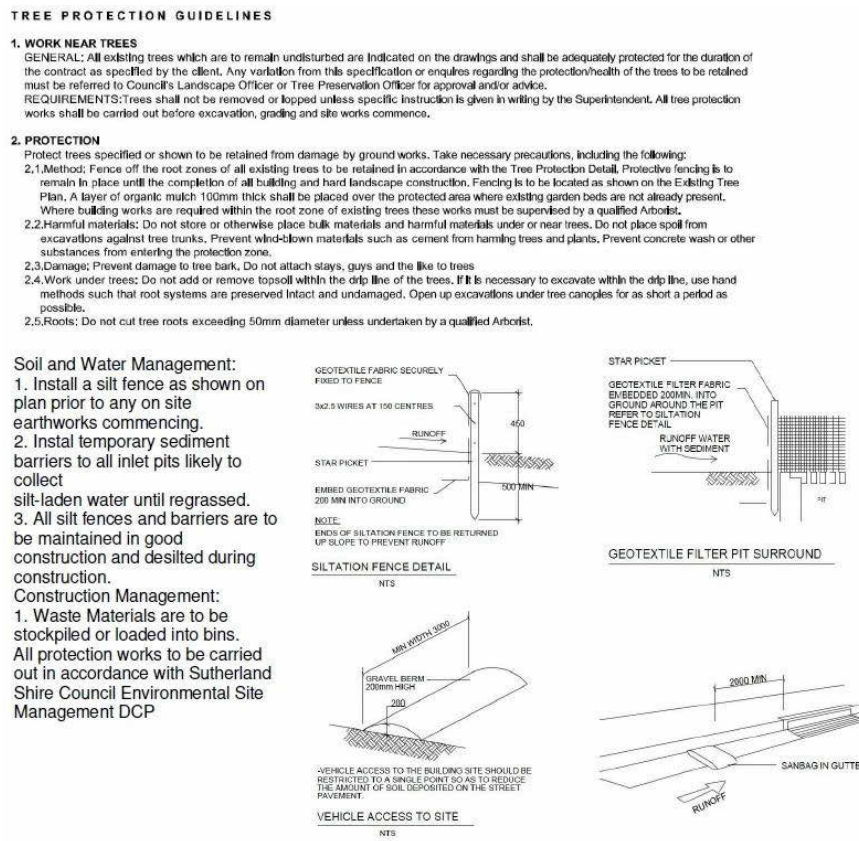 TREE PROTECTION GUIDELINES
1. WORK NEAR TREES
GENERAL: All existing trees which are to remain undisturbed are indicated on the drawings and shall be adequately protected for the duration of
the contract as specified by the client. Any variation from this specification or enquires regarding the protection/health of the trees to be retained
must be referred to Council's Landscape Officer or Tree Preservation Officer for approval and/or advice.
REQUIREMENTS:Trees shall not be removed or lopped unless specific instruction is given in writing by the Superintendent. All tree protection
works shall be carried out before excavation, grading and site works commence.
2. PROTECTION
Protect trees specified or shown to be retained from damage by ground works. Take necessary precautions, including the following:
2.1.Method: Fence off the root zones of all existing trees to be retained in accordance with the Tree Protection Detail. Protective fencing is to
remain in place until the completion of all building and hard landscape construction. Fencing is to be located as shown on the Existing Tree
Plan. A layer of organic mulch 100mm thick shall be placed over the protected area where existing garden beds are not already present.
Where building works are required within the root zone of existing trees these works must be supervised by a qualified Arborist.
2.2.Harmful materials: Do not store or otherwise place bulk materials and harmful materials under or near trees. Do not place spoil from
excavations against tree trunks. Prevent wind-blown materials such as cement from harming trees and plants. Prevent concrete wash or other
substances from entering the protection zone.
2.3.Damage: Prevent damage to tree bark. Do not attach stays, guys and the like to trees
2.4.Work under trees: Do not add or remove topsoil within the drip line of the trees. If it is necessary to excavate within the drip line, use hand
methods such that root systems are preserved intact and undamaged. Open up excavations under tree canopies for as short a period as
possible.
2.5.Roots: Do not cut tree roots exceeding 50mm diameter unless undertaken by a qualified Arborist.
Soil and Water Management:
1. Install a silt fence as shown on
plan prior to any on site
earthworks commencing.
2. Instal temporary sediment
barriers to all inlet pits likely to
collect
silt-laden water until regrassed.
3. All silt fences and barriers are to
be maintained in good
construction and desilted during
construction.
Construction Management:
1. Waste Materials are to be
stockpiled or loaded into bins.
All protection works to be carried
out in accordance with Sutherland
Shire Council Environmental Site
Management DCP
GEOTEXTILE FABRIC SECURELY
FIXED TO FENCE
3x2.5 WIRES AT 150 CENTRES
RUNOFF
450
STAR PICKET
EMBED GEOTEXTILE FABRIC
200 MIN INTO GROUND
500 MIN
NOTE:
ENDS OF SILTATION FENCE TO BE RETURNED
UP SLOPE TO PREVENT RUNOFF
SILTATION FENCE DETAIL
NTS
STAR PICKET
GEOTEXTILE FILTER FABRIC
EMBEDDED 200MIN. INTO
GROUND AROUND THE PIT
REFER TO SILTATION
FENCE DETAIL
RUNOFF WATER
WITH SEDIMENT
PIT
GEOTEXTILE FILTER PIT SURROUND
NTS
MIN WIDTH 3000
GRAVEL BERM
200mm HIGH
200
-VEHICLE ACCESS TO THE BUILDING SITE SHOULD BE
RESTRICTED TO A SINGLE POINT SO AS TO REDUCE
THE AMOUNT OF SOIL DEPOSITED ON THE STREET
PAVEMENT.
VEHICLE ACCESS TO SITE
NTS
2000 MIN
SANBAG IN GUTTE
RUNOFF